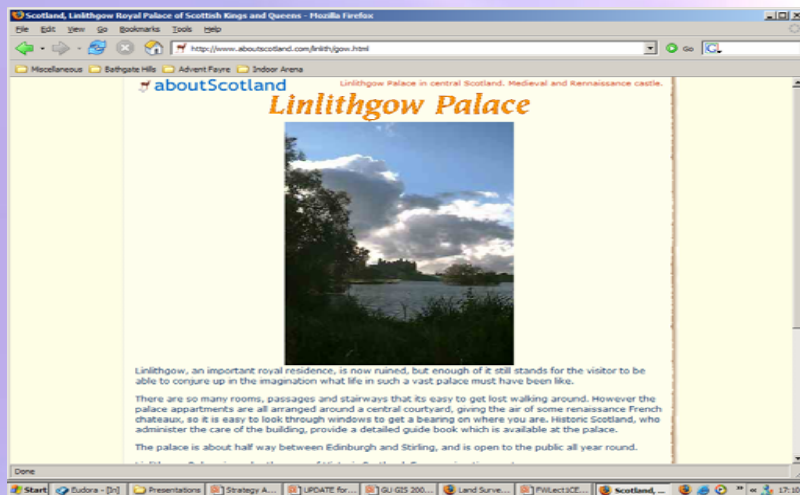 Scotland, Linlithgow Royal Palace of Scottish Kings and Queens - Mozilla Firefox
File Edit View Go Bookmarks Tools Help
http://www.aboutscotland.com/linlith/gow.html Go
Miscellaneous Bathgate Hills Advent Fayre Indoor Arena
aboutScotland Linlithgow Palace in central Scotland. Medieval and Rennaissance castle.
Linlithgow Palace
Linlithgow, an important royal residence, is now ruined, but enough of it still stands for the visitor to be
able to conjure up in the imagination what life in such a vast palace must have been like.
There are so many rooms, passages and stairways that its easy to get lost walking around. However the
palace appartments are all arranged around a central courtyard, giving the air of some renaissance French
chateaux, so it is easy to look through windows to get a bearing on where you are. Historic Scotland, who
administer the care of the building, provide a detailed guide book which is available at the palace.
The palace is about half way between Edinburgh and Stirling, and is open to the public all year round.
Done
Start Eudora - [In] Presentations Strategy A... UPDATE for... GU GIS 200... Land Surve... FWLect1CE... Scotland, ... 17:10